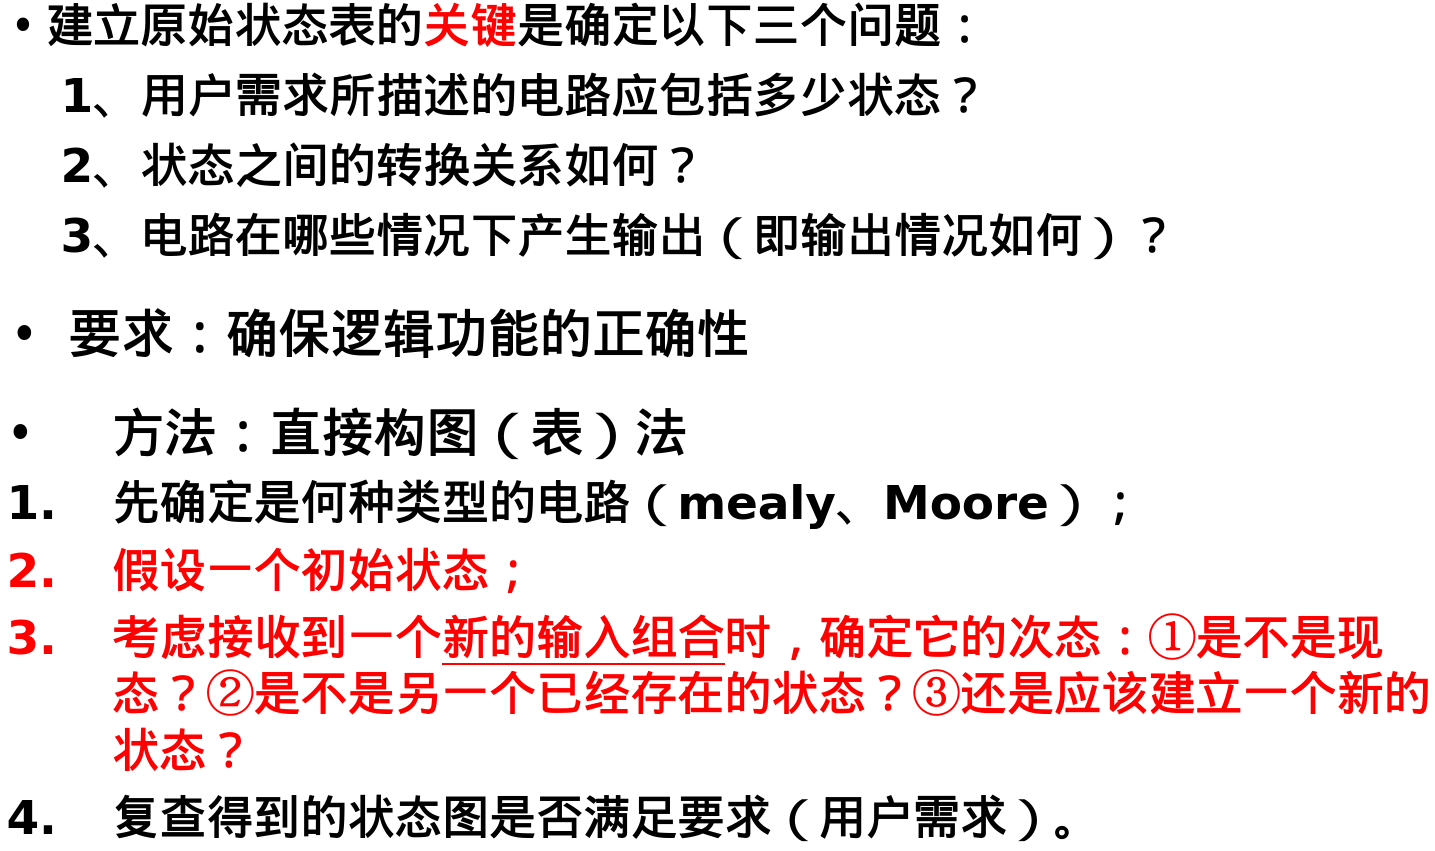 • 建立原始状态表的关键是确定以下三个问题：
1、用户需求所描述的电路应包括多少状态？
2、状态之间的转换关系如何？
3、电路在哪些情况下产生输出（即输出情况如何）？
• 要求：确保逻辑功能的正确性
• 方法：直接构图（表）法
1. 先确定是何种类型的电路（mealy、Moore）；
2. 假设一个初始状态；
3. 考虑接收到一个新的输入组合时，确定它的次态：①是不是现
态？②是不是另一个已经存在的状态？③还是应该建立一个新的
状态？
4. 复查得到的状态图是否满足要求（用户需求）。